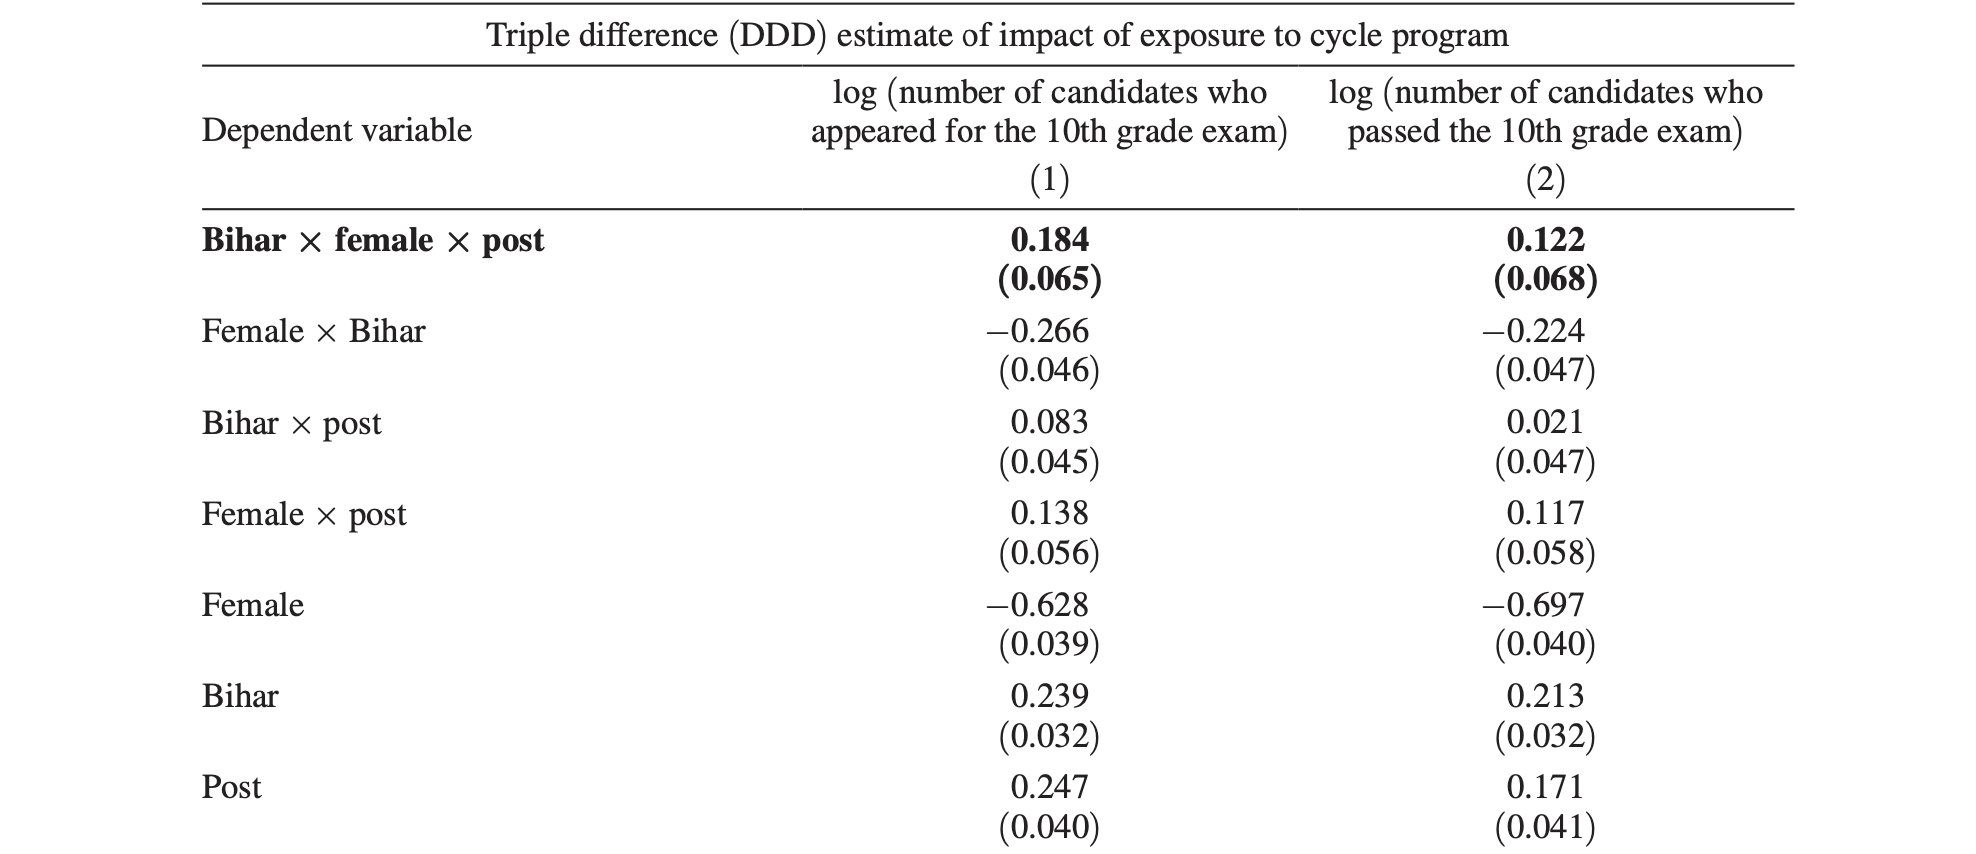 Triple difference (DDD) estimate of impact of exposure to cycle program
Dependent variable
log (number of candidates who
appeared for the 10th grade exam)
(1)
log (number of candidates who
passed the 10th grade exam)
(2)
Bihar × female × post 0.184 0.122
(0.065) (0.068)
Female × Bihar −0.266 −0.224
(0.046) (0.047)
Bihar × post 0.083 0.021
(0.045) (0.047)
Female × post 0.138 0.117
(0.056) (0.058)
Female −0.628 −0.697
(0.039) (0.040)
Bihar 0.239 0.213
(0.032) (0.032)
Post 0.247 0.171
(0.040) (0.041)